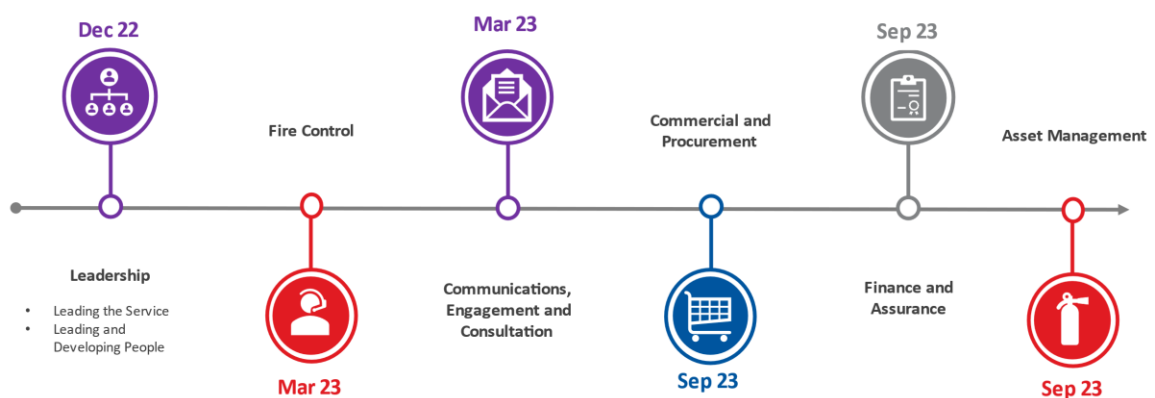 Dec 22
Leadership
• Leading the Service
• Leading and
Developing People
Fire Control
Mar 23
Mar 23
Communications,
Engagement and
Consultation
Commercial and
Procurement
Sep 23
Sep 23
Finance and
Assurance
Asset Management
Sep 23